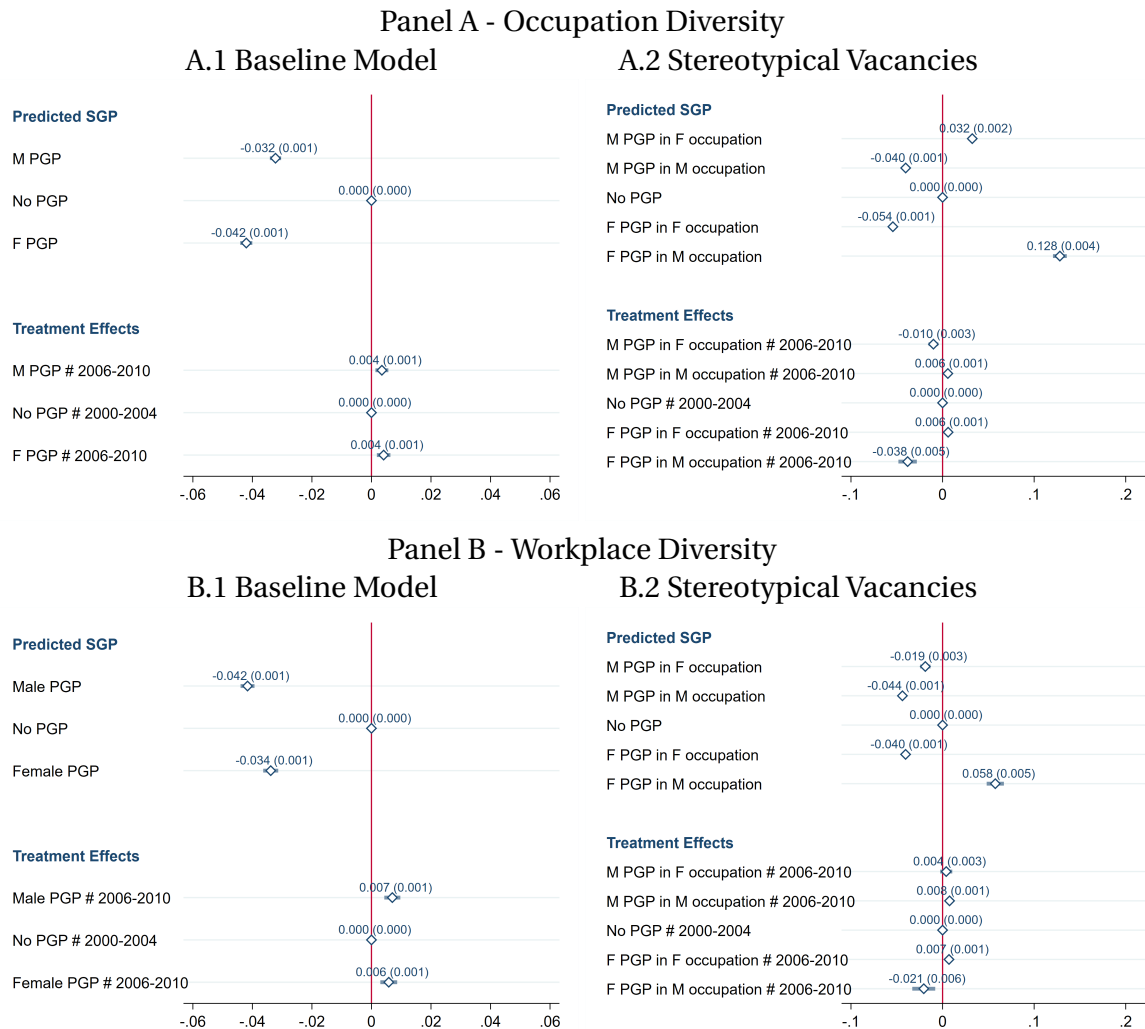 Panel A - Occupation Diversity
A.1 Baseline Model
Predicted SGP
M PGP
-0.032 (0.001)
No PGP
0.000 (0.000)
F PGP
-0.042 (0.001)
Treatment Effects
M PGP # 2006-2010
0.004 (0.001)
No PGP # 2000-2004
0.000 (0.000)
F PGP # 2006-2010
0.004 (0.001)
-.06 -.04 -.02 0 .02 .04 .06
A.2 Stereotypical Vacancies
Predicted SGP
M PGP in F occupation
0.032 (0.002)
M PGP in M occupation
-0.040 (0.001)
No PGP
0.000 (0.000)
F PGP in F occupation
-0.054 (0.001)
F PGP in M occupation
0.128 (0.004)
Treatment Effects
M PGP in F occupation # 2006-2010
-0.010 (0.003)
M PGP in M occupation # 2006-2010
0.006 (0.001)
No PGP # 2000-2004
0.000 (0.000)
F PGP in F occupation # 2006-2010
0.006 (0.001)
F PGP in M occupation # 2006-2010
-0.038 (0.005)
-.1 0 .1 .2
Panel B - Workplace Diversity
B.1 Baseline Model
Predicted SGP
Male PGP
-0.042 (0.001)
No PGP
0.000 (0.000)
Female PGP
-0.034 (0.001)
Treatment Effects
Male PGP # 2006-2010
0.007 (0.001)
No PGP # 2000-2004
0.000 (0.000)
Female PGP # 2006-2010
0.006 (0.001)
-.06 -.04 -.02 0 .02 .04 .06
B.2 Stereotypical Vacancies
Predicted SGP
M PGP in F occupation
-0.019 (0.003)
M PGP in M occupation
-0.044 (0.001)
No PGP
0.000 (0.000)
F PGP in F occupation
-0.040 (0.001)
F PGP in M occupation
0.058 (0.005)
Treatment Effects
M PGP in F occupation # 2006-2010
0.004 (0.003)
M PGP in M occupation # 2006-2010
0.008 (0.001)
No PGP # 2000-2004
0.000 (0.000)
F PGP in F occupation # 2006-2010
0.007 (0.001)
F PGP in M occupation # 2006-2010
-0.021 (0.006)
-.1 0 .1 .2